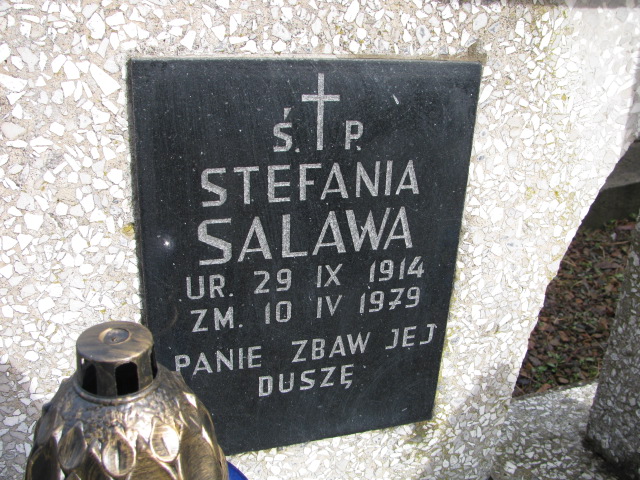 Ś. P.
STEFANIA
SALAWA
UR. 29 IX 1914
ZM. 10 IV 1979
PANIE ZBAW JEJ
DUSZĘ